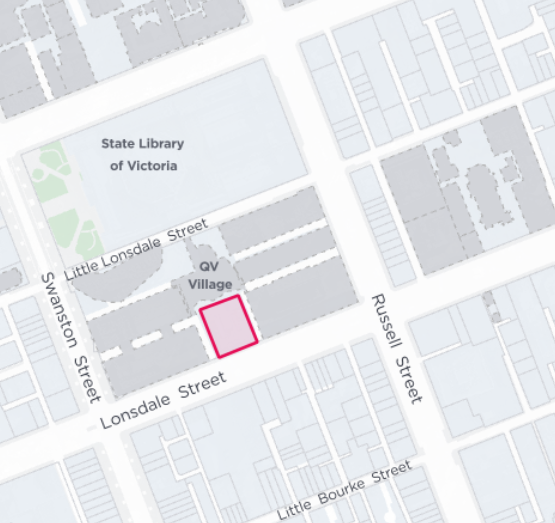 State Library
of Victoria
Little Lonsdale Street
QV
Village
Swanston Street
Russell Street
Lonsdale Street
Little Bourke Street